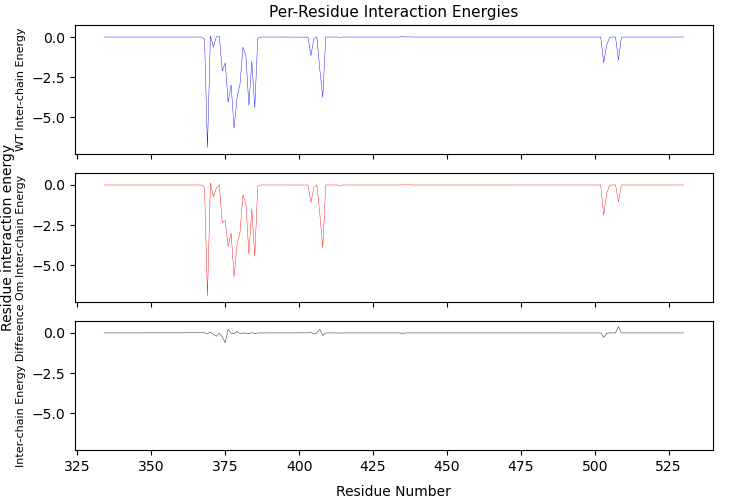 Per-Residue Interaction Energies
Residue interaction energy
WT Inter-chain Energy
0.0
−2.5
−5.0
Om Inter-chain Energy
0.0
−2.5
−5.0
Inter-chain Energy Difference
0.0
−2.5
−5.0
325 350 375 400 425 450 475 500 525
Residue Number